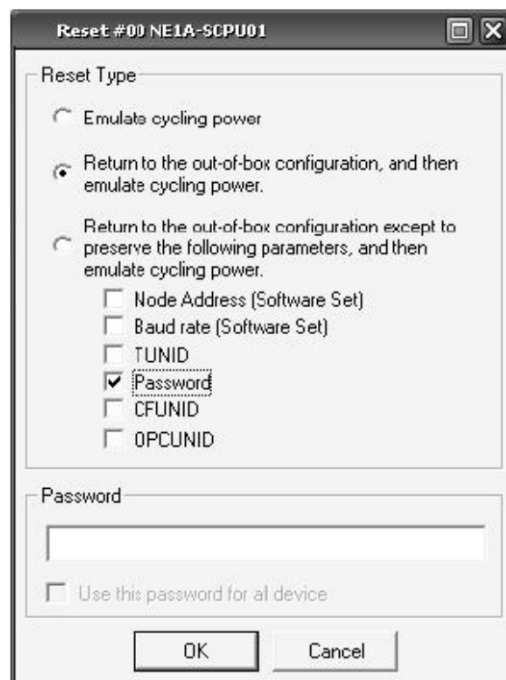 Reset #00 NE1A-SCPU01
Reset Type
Emulate cycling power
Return to the out-of-box configuration, and then
emulate cycling power.
Return to the out-of-box configuration except to
preserve the following parameters, and then
emulate cycling power.
Node Address (Software Set)
Baud rate (Software Set)
TUNID
Password
CFUNID
OPCUNID
Password
Use this password for all device
OK Cancel